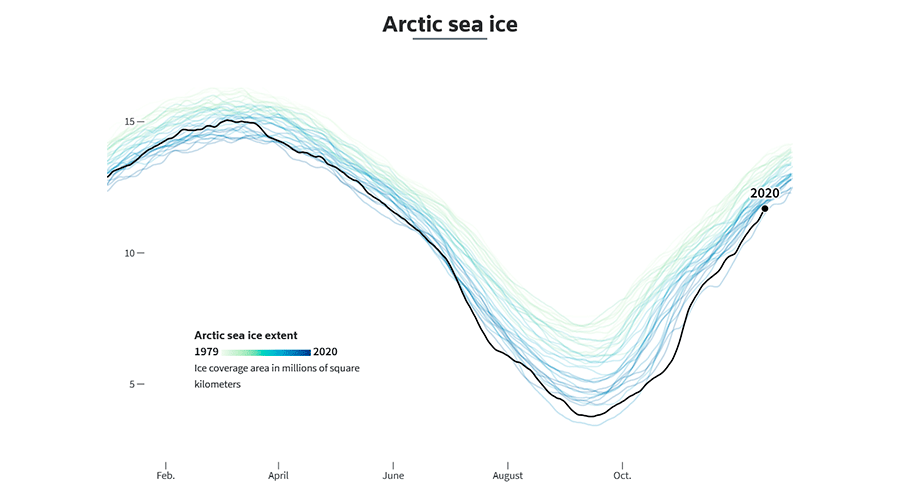 Arctic sea ice
15
2020
10
Arctic sea ice extent
1979 2020
Ice coverage area in millions of square
kilometers
5
Feb. April June August Oct.